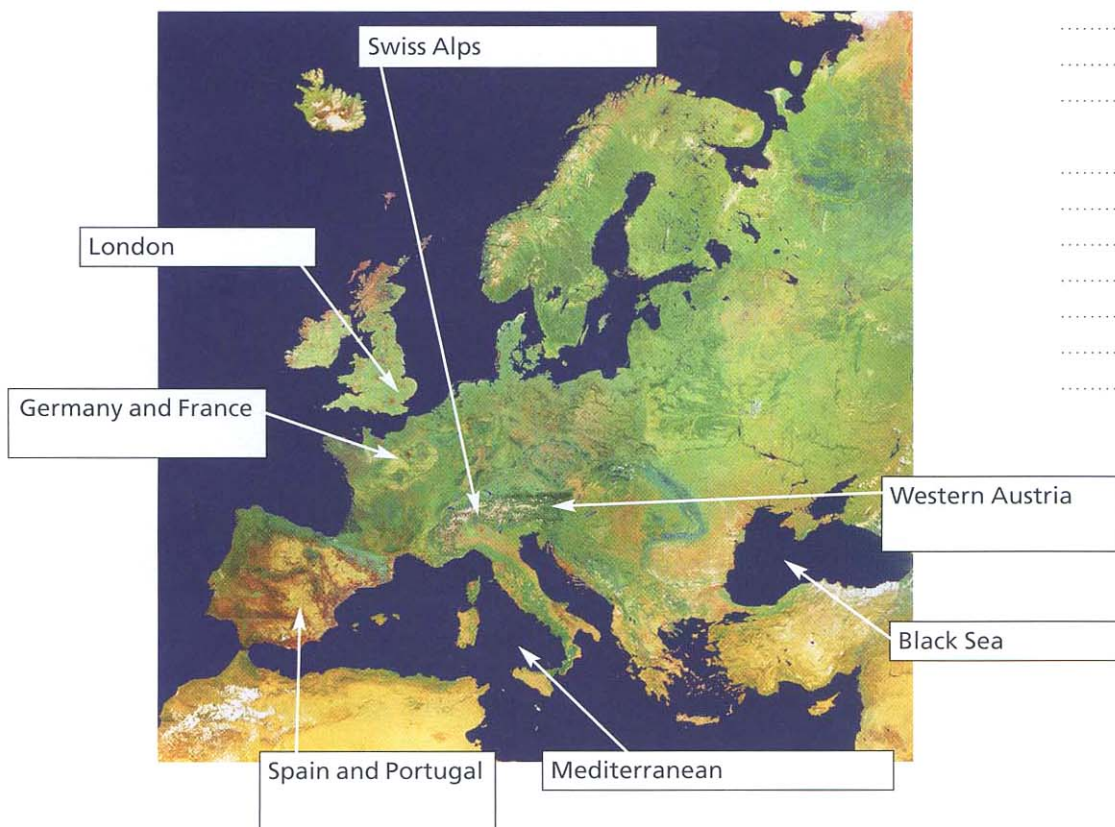 Swiss Alps
London
Germany and France
Western Austria
Black Sea
Spain and Portugal
Mediterranean